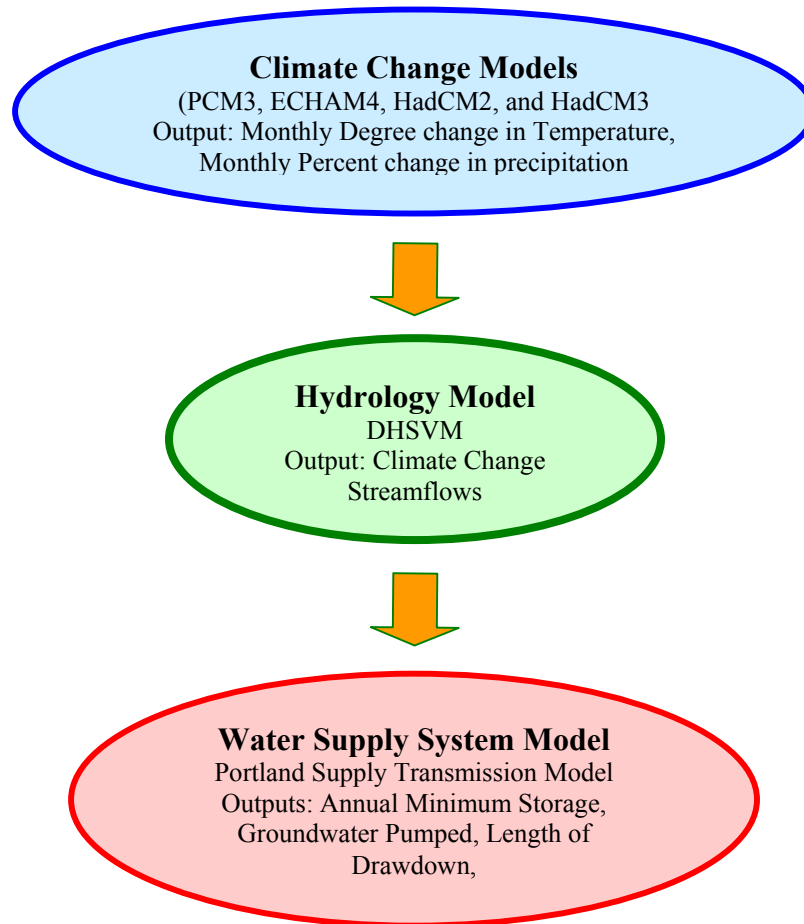 Climate Change Models
(PCM3, ECHAM4, HadCM2, and HadCM3
Output: Monthly Degree change in Temperature,
Monthly Percent change in precipitation
Hydrology Model
DHSVM
Output: Climate Change
Streamflows
Water Supply System Model
Portland Supply Transmission Model
Outputs: Annual Minimum Storage,
Groundwater Pumped, Length of
Drawdown,